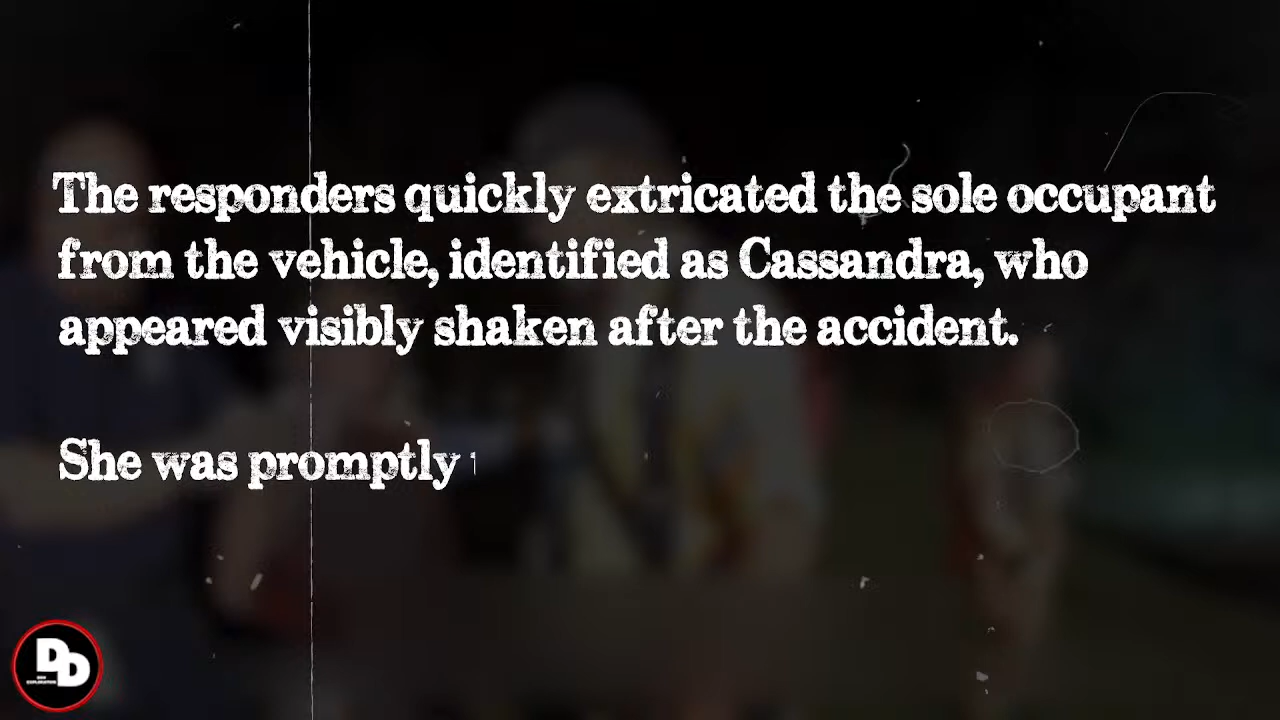 The responders quickly extricated the sole occupant
from the vehicle, identified as Cassandra, who
appeared visibly shaken after the accident.
She was promptly
DD